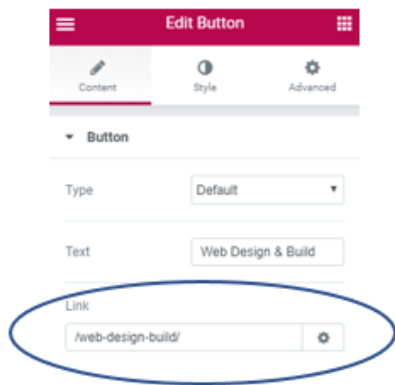 Edit Button
Content Style Advanced
Button
Type Default
Text Web Design & Build
Link
/web-design-build/